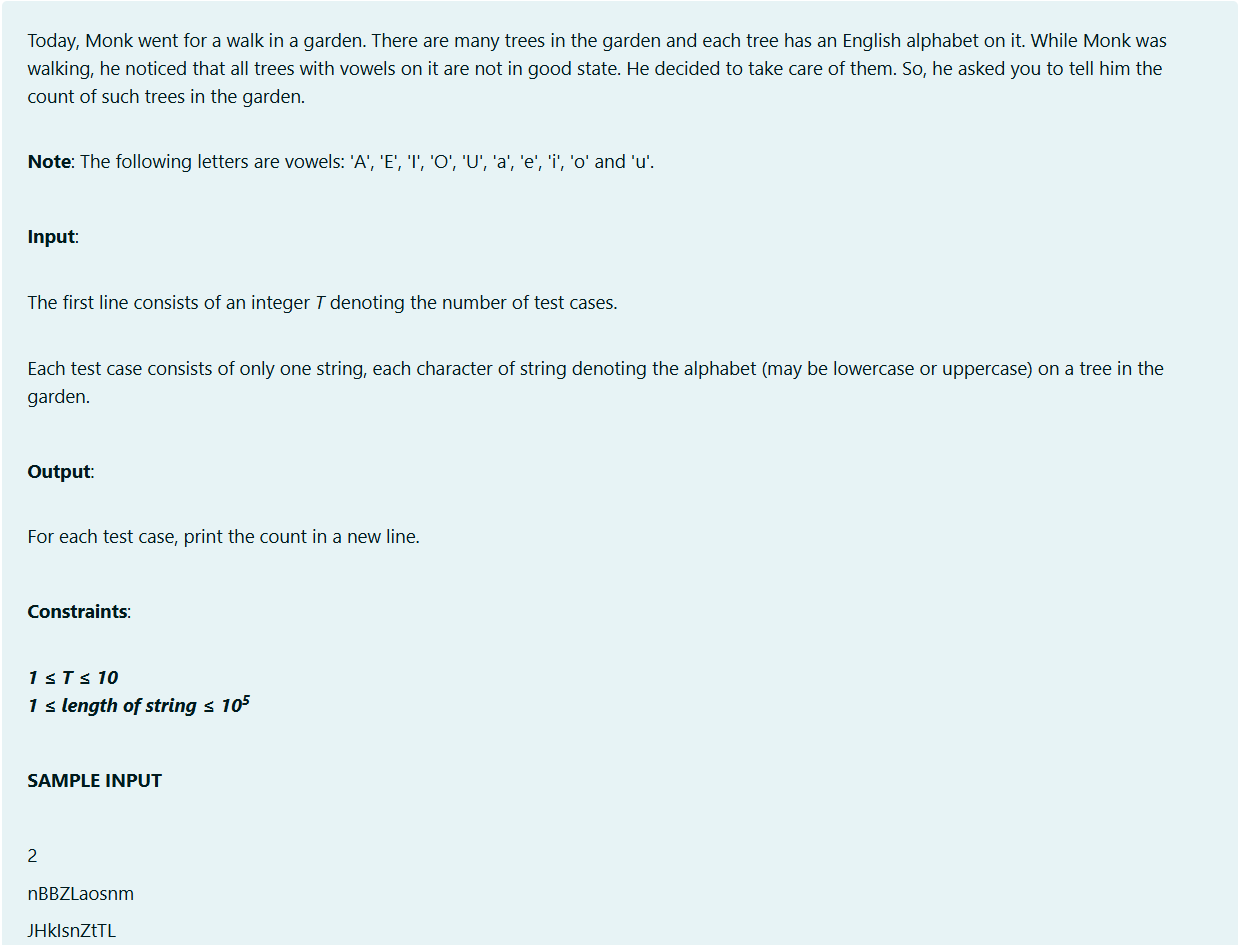 Today, Monk went for a walk in a garden. There are many trees in the garden and each tree has an English alphabet on it. While Monk was
walking, he noticed that all trees with vowels on it are not in good state. He decided to take care of them. So, he asked you to tell him the
count of such trees in the garden.
Note: The following letters are vowels: 'A', 'E', 'I', 'O', 'U', 'a', 'e', 'i', 'o' and 'u'.
Input:
The first line consists of an integer T denoting the number of test cases.
Each test case consists of only one string, each character of string denoting the alphabet (may be lowercase or uppercase) on a tree in the
garden.
Output:
For each test case, print the count in a new line.
Constraints:
1 ≤ T ≤ 10
1 ≤ length of string ≤ 10⁵
SAMPLE INPUT
2
nBBZLaosnm
JHkIsnZtTL